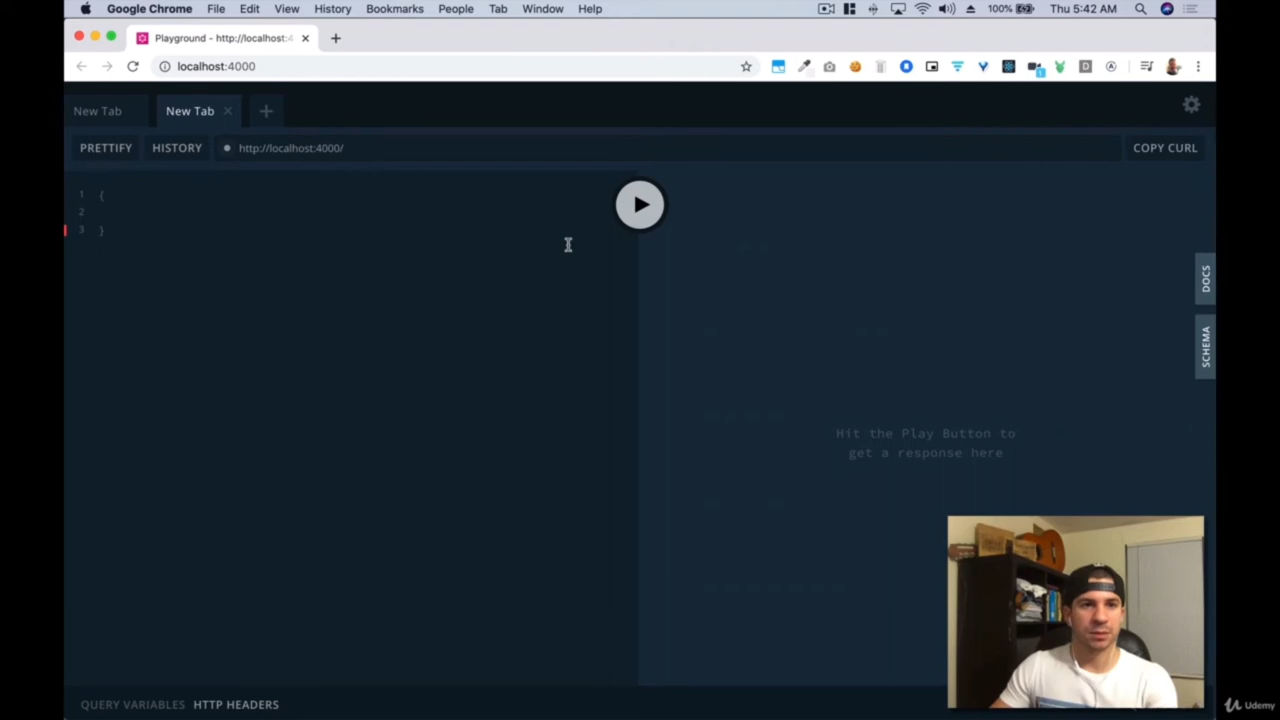 Google Chrome File Edit View History Bookmarks People Tab Window Help 100% Thu 5:42 AM
Playground - http://localhost:4
localhost:4000
New Tab New Tab
PRETTIFY HISTORY http://localhost:4000/ COPY CURL
1 {
2
3 }
DOCS
SCHEMA
Hit the Play Button to
get a response here
QUERY VARIABLES HTTP HEADERS
Udemy